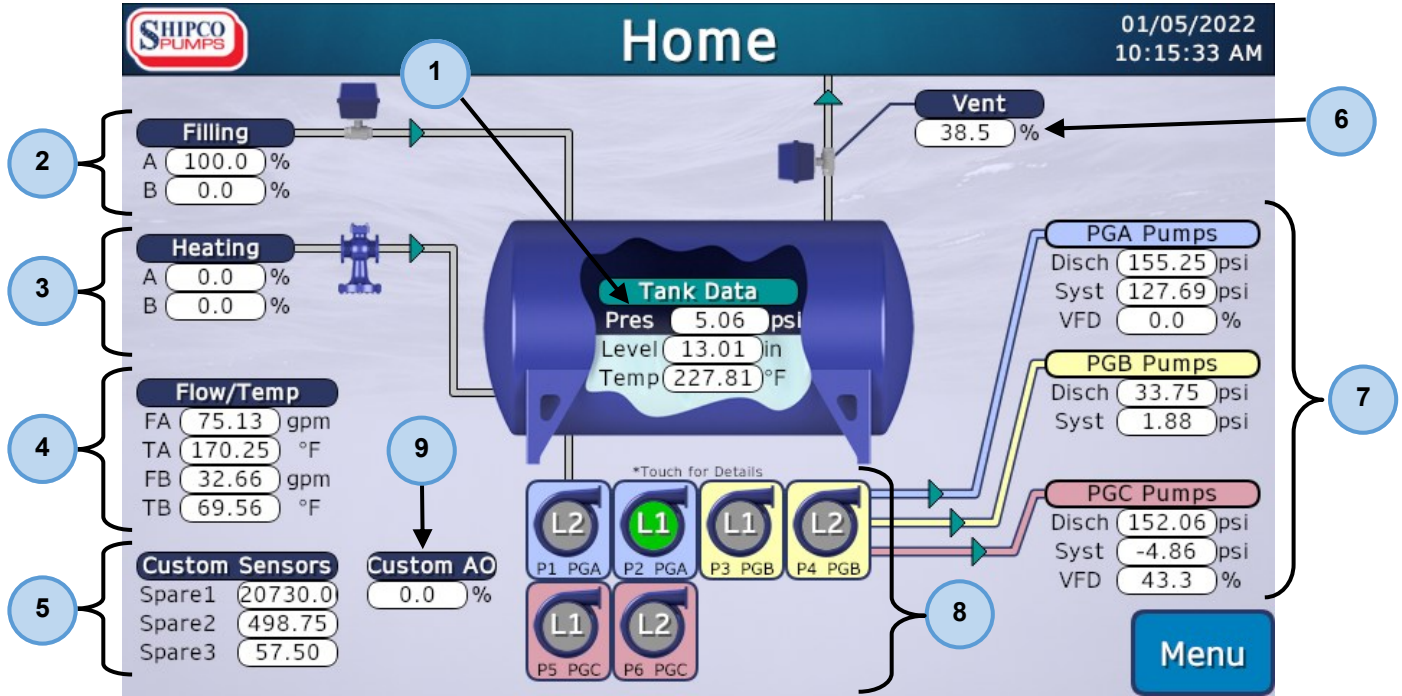 SHIPCO
PUMPS
Home
01/05/2022
10:15:33 AM
1
2
Filling
A 100.0 %
B 0.0 %
Vent
38.5 %
6
3
Heating
A 0.0 %
B 0.0 %
Tank Data
Pres 5.06 psi
Level 13.01 in
Temp 227.81 °F
PGA Pumps
Disch 155.25 psi
Syst 127.69 psi
VFD 0.0 %
PGB Pumps
Disch 33.75 psi
Syst 1.88 psi
7
PGC Pumps
Disch 152.06 psi
Syst -4.86 psi
VFD 43.3 %
4
Flow/Temp
FA 75.13 gpm
TA 170.25 °F
FB 32.66 gpm
TB 69.56 °F
9
5
Custom Sensors
Spare1 20730.0
Spare2 498.75
Spare3 57.50
Custom AO
0.0 %
*Touch for Details
L2 L1 L1 L2
P1 PGA P2 PGA P3 PGB P4 PGB
L1 L2
P5 PGC P6 PGC
8
Menu